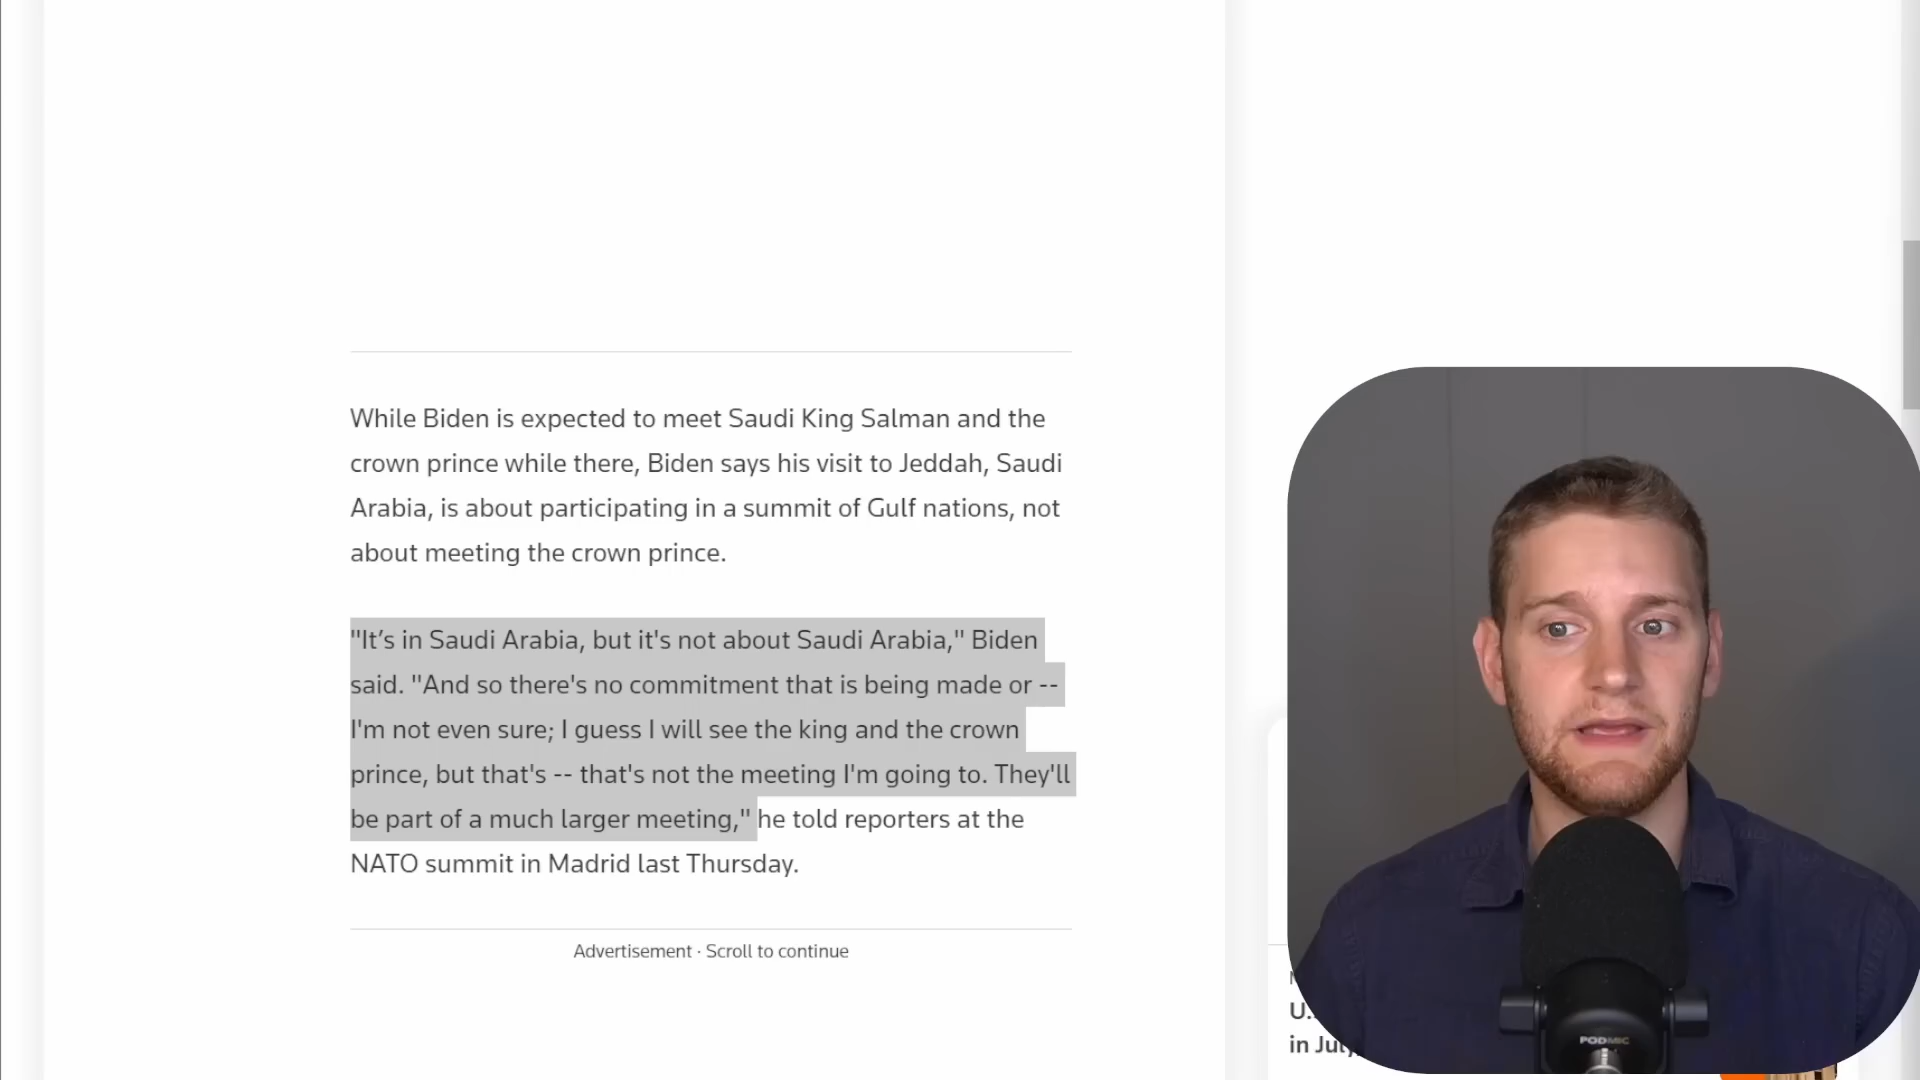 While Biden is expected to meet Saudi King Salman and the
crown prince while there, Biden says his visit to Jeddah, Saudi
Arabia, is about participating in a summit of Gulf nations, not
about meeting the crown prince.
"It’s in Saudi Arabia, but it's not about Saudi Arabia," Biden
said. "And so there's no commitment that is being made or --
I'm not even sure; I guess I will see the king and the crown
prince, but that's -- that's not the meeting I'm going to. They'll
be part of a much larger meeting," he told reporters at the
NATO summit in Madrid last Thursday.
Advertisement · Scroll to continue
in July
PODMIC